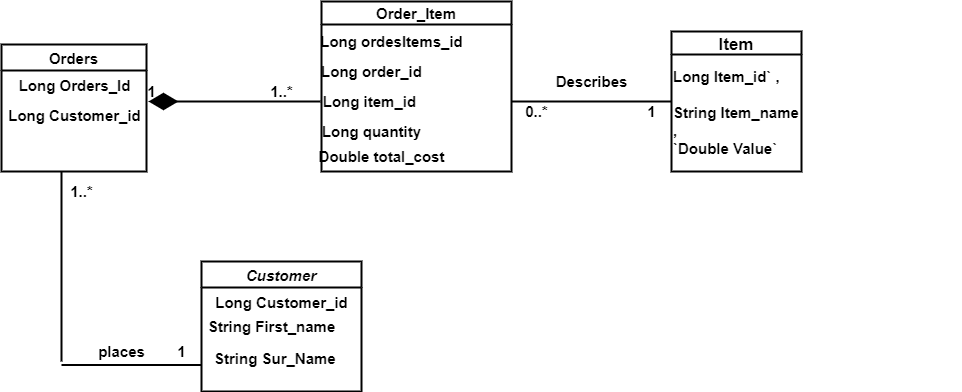 Orders
Long Orders_Id
Long Customer_id
1
1..*
Order_Item
Long ordesItems_id
Long order_id
Long item_id
Long quantity
Double total_cost
Describes
0..*
1
Item
Long Item_id` ,
String Item_name
,
`Double Value`
1..*
places
1
Customer
Long Customer_id
String First_name
String Sur_Name